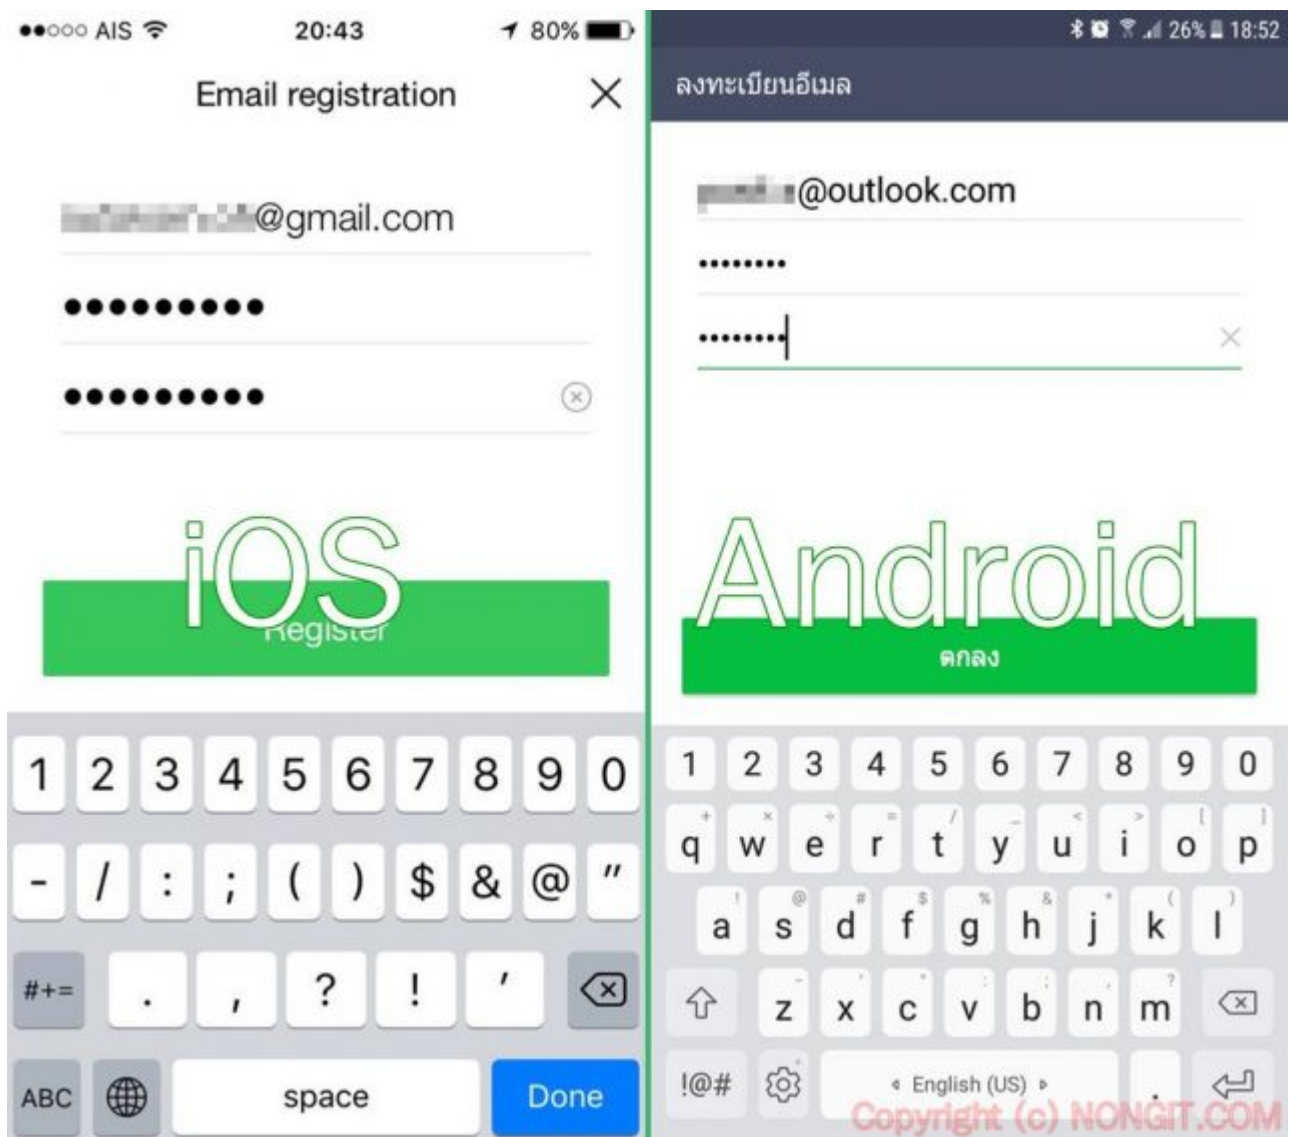 AIS 20:43 80%
Email registration
@gmail.com
●●●●●●●●●
●●●●●●●●●
iOS
Register
1 2 3 4 5 6 7 8 9 0
- / : ; ( ) $ & @ "
#+= . , ? ! '
ABC space Done
26% 18:52
ลงทะเบียนอีเมล
@outlook.com
••••••••
••••••••
Android
ตกลง
1 2 3 4 5 6 7 8 9 0
q w e r t y u i o p
a s d f g h j k l
z x c v b n m
!@# English (US) .
Copyright (c) NONGIT.COM